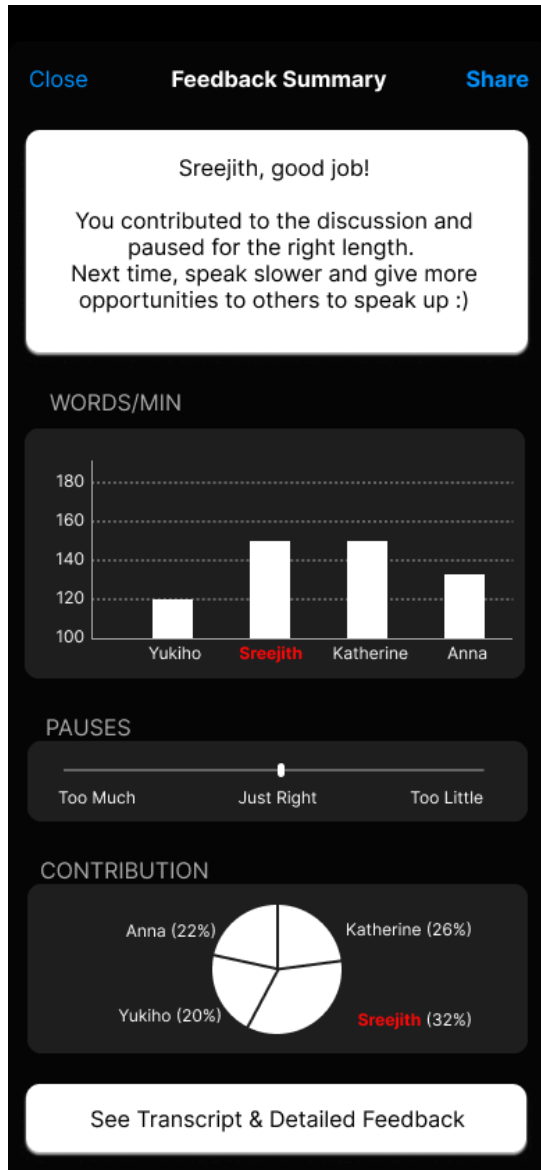 Close Feedback Summary Share
Sreejith, good job!
You contributed to the discussion and
paused for the right length.
Next time, speak slower and give more
opportunities to others to speak up :)
WORDS/MIN
180
160
140
120
100
Yukiho Sreejith Katherine Anna
PAUSES
Too Much Just Right Too Little
CONTRIBUTION
Anna (22%) Katherine (26%)
Yukiho (20%) Sreejith (32%)
See Transcript & Detailed Feedback